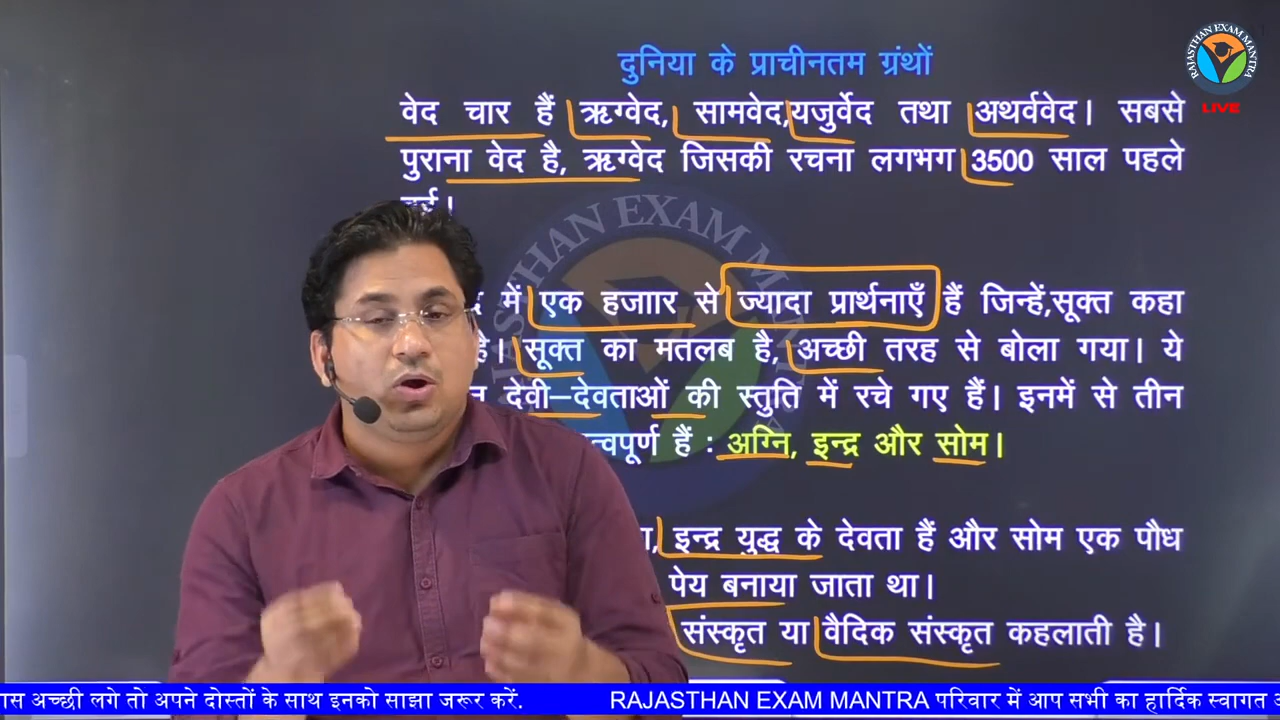 दुनिया के प्राचीनतम ग्रंथों
वेद चार हैं ऋग्वेद, सामवेद,यजुर्वेद तथा अथर्ववेद। सबसे
पुराना वेद है, ऋग्वेद जिसकी रचना लगभग 3500 साल पहले
में एक हजाार से ज्यादा प्रार्थनाएँ हैं जिन्हें,सूक्त कहा
है। सूक्त का मतलब है, अच्छी तरह से बोला गया। ये
देवी–देवताओं की स्तुति में रचे गए हैं। इनमें से तीन
हैं : अग्नि, इन्द्र और सोम।
इन्द्र युद्ध के देवता हैं और सोम एक पौध
पेय बनाया जाता था।
संस्कृत या वैदिक संस्कृत कहलाती है।
RAJASTHAN EXAM MANTRA
LIVE
अच्छी लगे तो अपने दोस्तों के साथ इनको साझा जरूर करें. RAJASTHAN EXAM MANTRA परिवार में आप सभी का हार्दिक स्वागत